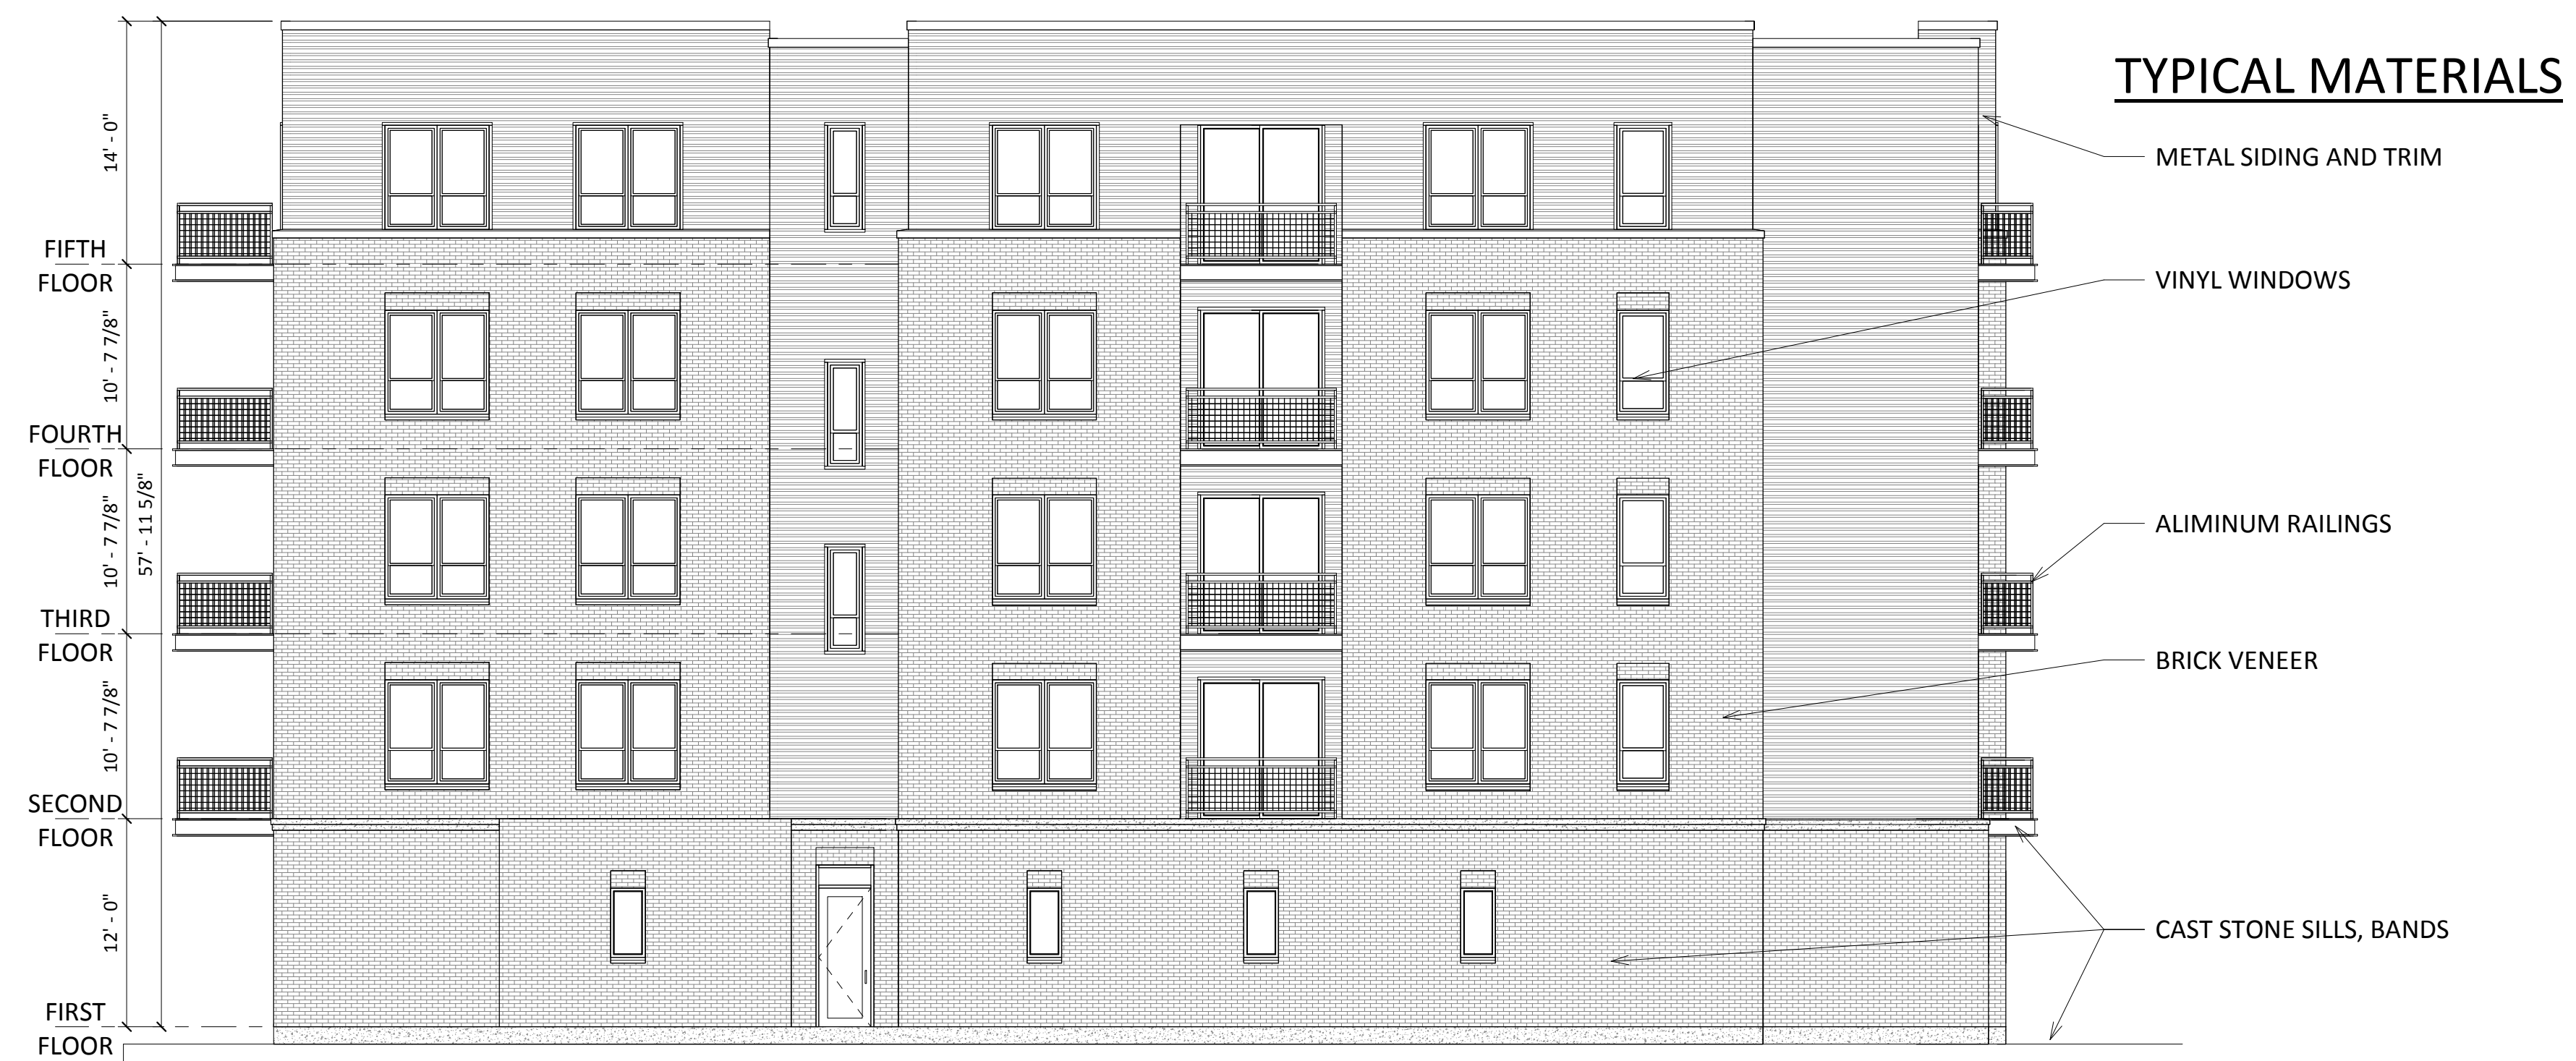 TYPICAL MATERIALS
14' - 0"
METAL SIDING AND TRIM
FIFTH
FLOOR
VINYL WINDOWS
10' - 7 7/8"
FOURTH
FLOOR
10' - 7 7/8"
57' - 11 5/8"
ALIMINUM RAILINGS
THIRD
FLOOR
BRICK VENEER
10' - 7 7/8"
SECOND
FLOOR
12' - 0"
CAST STONE SILLS, BANDS
FIRST
FLOOR